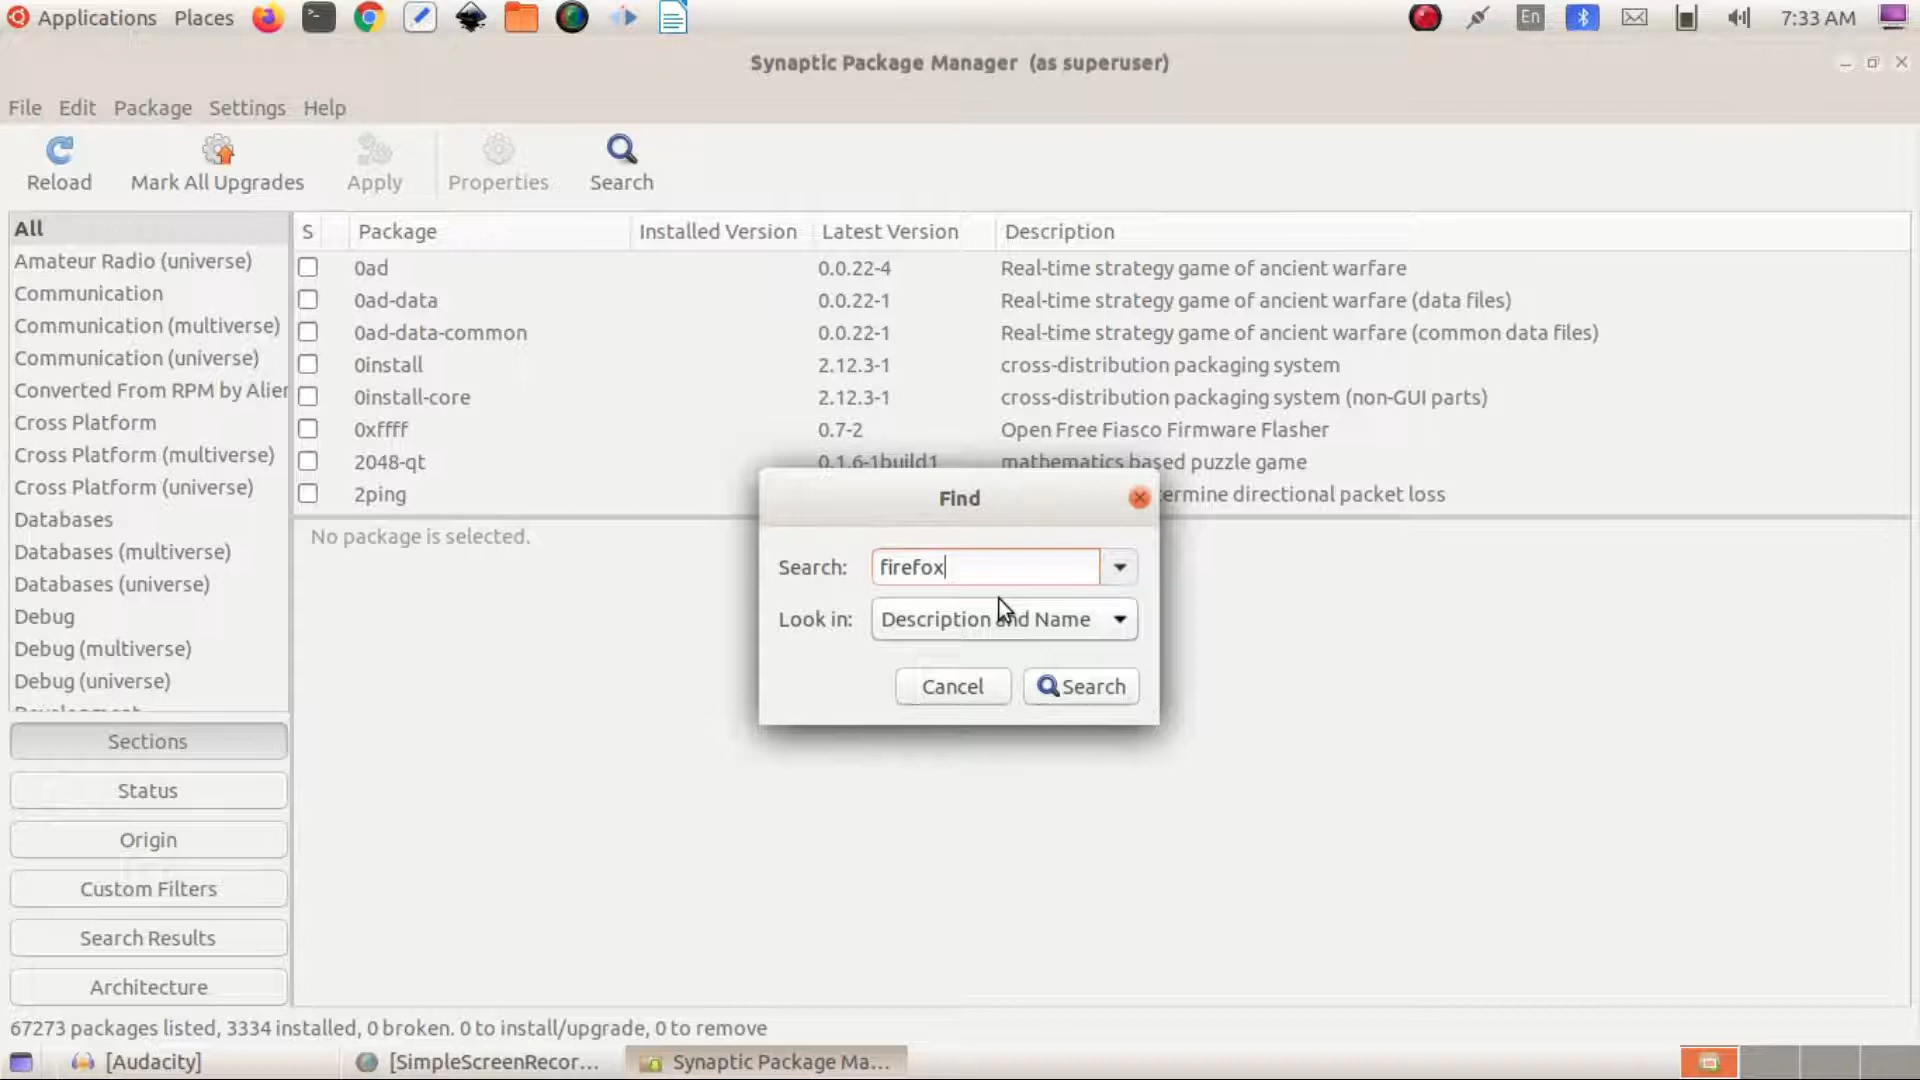 Applications Places En 7:33 AM
Synaptic Package Manager (as superuser)
File Edit Package Settings Help
Reload Mark All Upgrades Apply Properties Search
All
Amateur Radio (universe)
Communication
Communication (multiverse)
Communication (universe)
Converted From RPM by Alien
Cross Platform
Cross Platform (multiverse)
Cross Platform (universe)
Databases
Databases (multiverse)
Databases (universe)
Debug
Debug (multiverse)
Debug (universe)
Development
Sections
Status
Origin
Custom Filters
Search Results
Architecture
S Package Installed Version Latest Version Description
0ad 0.0.22-4 Real-time strategy game of ancient warfare
0ad-data 0.0.22-1 Real-time strategy game of ancient warfare (data files)
0ad-data-common 0.0.22-1 Real-time strategy game of ancient warfare (common data files)
0install 2.12.3-1 cross-distribution packaging system
0install-core 2.12.3-1 cross-distribution packaging system (non-GUI parts)
0xffff 0.7-2 Open Free Fiasco Firmware Flasher
2048-qt 0.1.6-1build1 mathematics based puzzle game
2ping ermine directional packet loss
No package is selected.
Find
Search: firefox
Look in: Description and Name
Cancel Search
67273 packages listed, 3334 installed, 0 broken. 0 to install/upgrade, 0 to remove
[Audacity] [SimpleScreenRecor... Synaptic Package Ma...